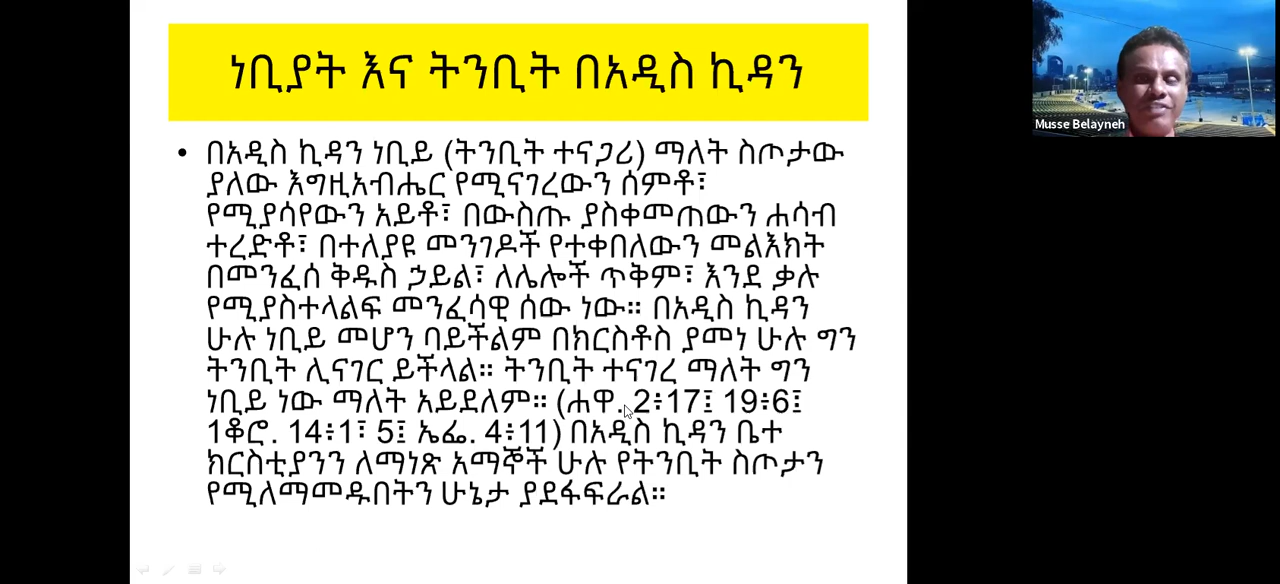 ነቢያት እና ትንቢት በአዲስ ኪዳን
Musse Belayneh
• በአዲስ ኪዳን ነቢይ (ትንቢት ተናጋሪ) ማለት ስጦታው
ያለው እግዚአብሔር የሚናገረውን ሰምቶ፣
የሚያሳየውን አይቶ፣ በውስጡ ያስቀመጠውን ሐሳብ
ተረድቶ፣ በተለያዩ መንገዶች የተቀበለውን መልእክት
በመንፈሰ ቅዱስ ኃይል፣ ለሌሎች ጥቅም፣ እንደ ቃሉ
የሚያስተላልፍ መንፈሳዊ ሰው ነው። በአዲስ ኪዳን
ሁሉ ነቢይ መሆን ባይችልም በክርስቶስ ያመነ ሁሉ ግን
ትንቢት ሊናገር ይችላል። ትንቢት ተናገረ ማለት ግን
ነቢይ ነው ማለት አይደለም። (ሐዋ. 2፥17፤ 19፥6፤
1ቆሮ. 14፥1፣ 5፤ ኤፌ. 4፥11) በአዲስ ኪዳን ቤተ
ክርስቲያንን ለማነጽ አማኞች ሁሉ የትንቢት ስጦታን
የሚለማመዱበትን ሁኔታ ያደፋፍራል።